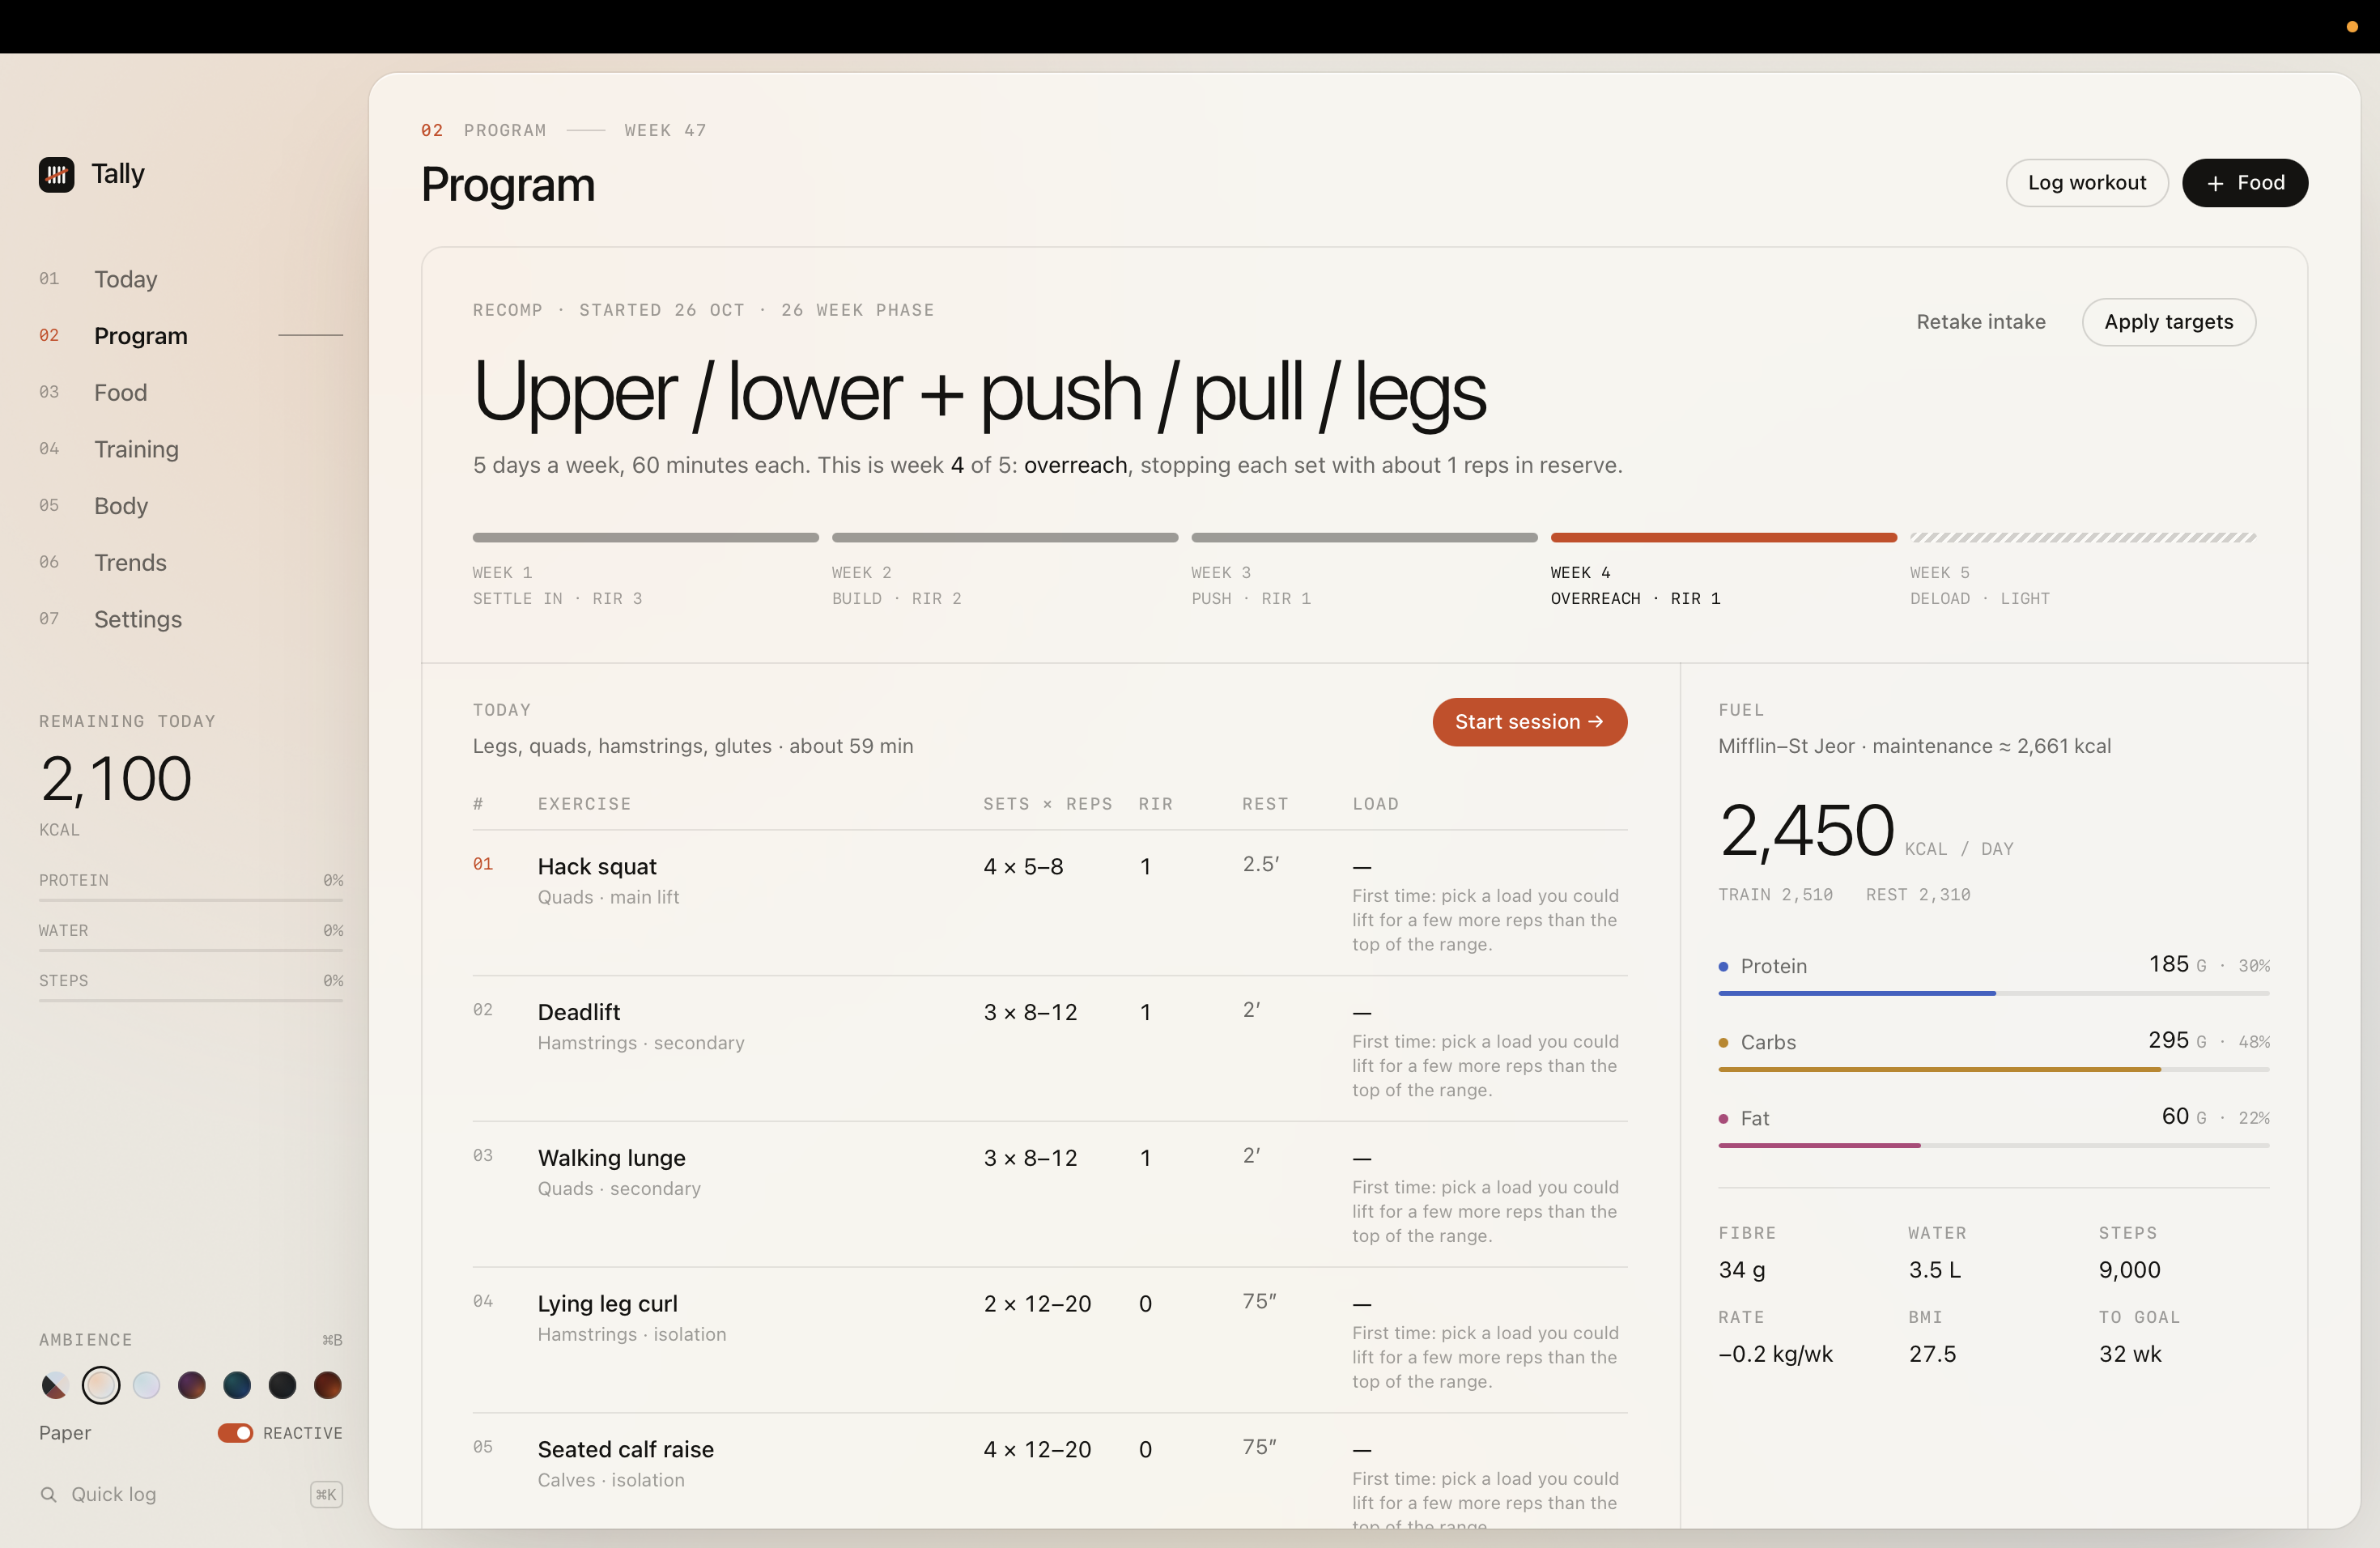 Tally
01 Today
02 Program
03 Food
04 Training
05 Body
06 Trends
07 Settings
REMAINING TODAY
2,100
KCAL
PROTEIN 0%
WATER 0%
STEPS 0%
AMBIENCE ⌘B
Paper REACTIVE
Quick log ⌘K
02 PROGRAM — WEEK 47
Program
Log workout
+ Food
RECOMP · STARTED 26 OCT · 26 WEEK PHASE
Retake intake
Apply targets
Upper / lower + push / pull / legs
5 days a week, 60 minutes each. This is week 4 of 5: overreach, stopping each set with about 1 reps in reserve.
WEEK 1
SETTLE IN · RIR 3
WEEK 2
BUILD · RIR 2
WEEK 3
PUSH · RIR 1
WEEK 4
OVERREACH · RIR 1
WEEK 5
DELOAD · LIGHT
TODAY
Legs, quads, hamstrings, glutes · about 59 min
Start session →
# EXERCISE SETS × REPS RIR REST LOAD
01 Hack squat 4 × 5–8 1 2.5′ —
Quads · main lift
First time: pick a load you could
lift for a few more reps than the
top of the range.
02 Deadlift 3 × 8–12 1 2′ —
Hamstrings · secondary
First time: pick a load you could
lift for a few more reps than the
top of the range.
03 Walking lunge 3 × 8–12 1 2′ —
Quads · secondary
First time: pick a load you could
lift for a few more reps than the
top of the range.
04 Lying leg curl 2 × 12–20 0 75″ —
Hamstrings · isolation
First time: pick a load you could
lift for a few more reps than the
top of the range.
05 Seated calf raise 4 × 12–20 0 75″ —
Calves · isolation
First time: pick a load you could
lift for a few more reps than the
top of the range.
FUEL
Mifflin–St Jeor · maintenance ≈ 2,661 kcal
2,450 KCAL / DAY
TRAIN 2,510 REST 2,310
Protein 185 G · 30%
Carbs 295 G · 48%
Fat 60 G · 22%
FIBRE WATER STEPS
34 g 3.5 L 9,000
RATE BMI TO GOAL
−0.2 kg/wk 27.5 32 wk